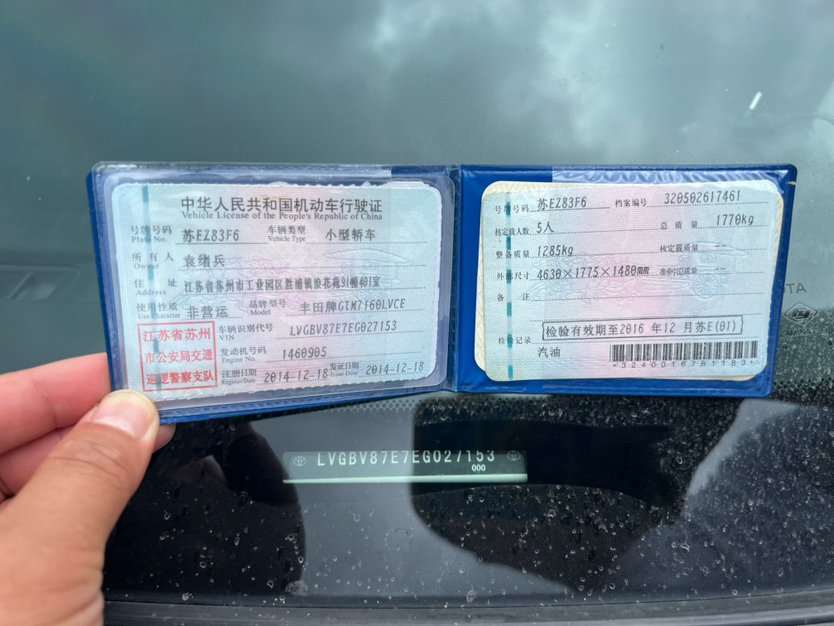 中华人民共和国机动车行驶证
Vehicle License of the People's Republic of China
号牌号码 苏EZ83F6 车辆类型 小型轿车
Plate No. Vehicle Type
所有人 袁绪兵
Owner
住址 江苏省苏州市工业园区胜浦镇浪花苑91幢401室
Address
使用性质 非营运 品牌型号 丰田牌GTM7160LVCE
Use Character Model
江苏省苏州
市公安局交通
巡逻警察支队
车辆识别代号 LVGBV87E7EG027153
VIN
发动机号码 1460905
Engine No.
注册日期 2014-12-18 发证日期 2014-12-18
Register Date Issue Date
号牌号码 苏EZ83F6 档案编号 320502617461
核定载人数 5人 总质量 1770kg
整备质量 1285kg 核定载质量 --
外廓尺寸 4630×1775×1480mm 准牵引总质量 --
备注
检验记录 检验有效期至2016 年12 月苏E(01)
汽油
LVGBV87E7EG027153
000